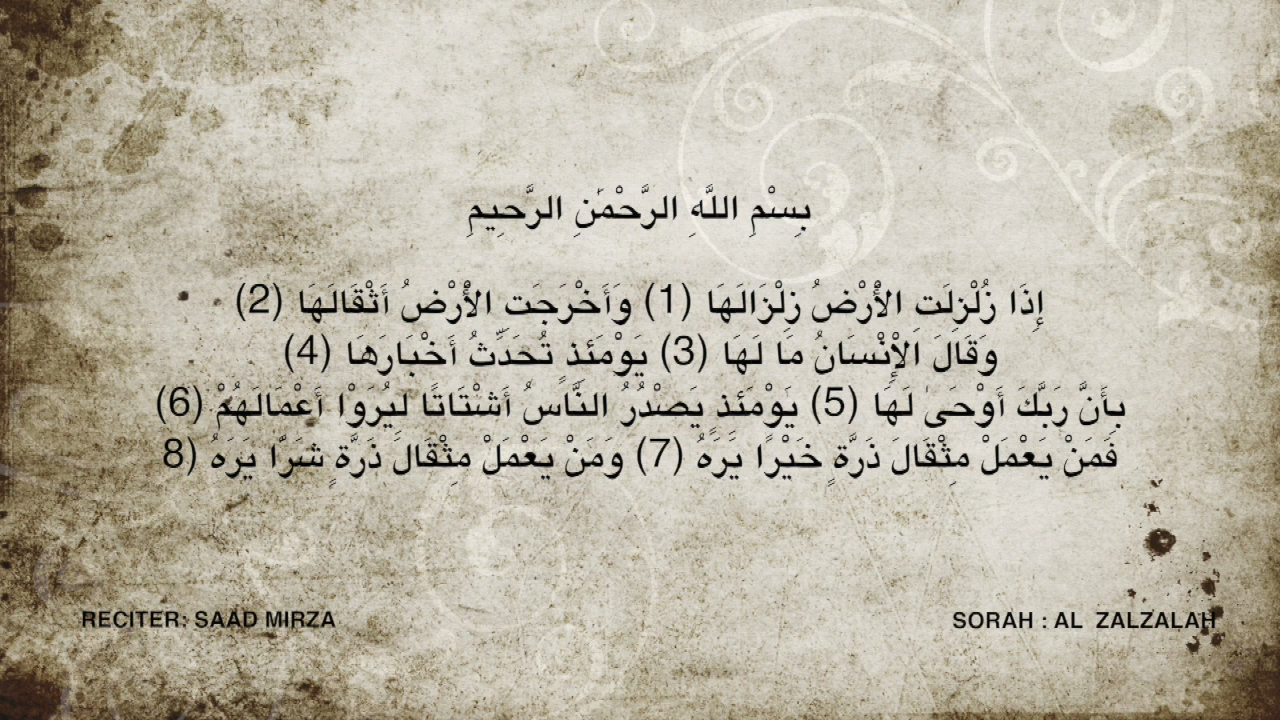 بِسْمِ اللَّهِ الرَّحْمَٰنِ الرَّحِيمِ
إِذَا زُلْزِلَتِ الْأَرْضُ زِلْزَالَهَا (1) وَأَخْرَجَتِ الْأَرْضُ أَثْقَالَهَا (2)
وَقَالَ الْإِنْسَانُ مَا لَهَا (3) يَوْمَئِذٍ تُحَدِّثُ أَخْبَارَهَا (4)
بِأَنَّ رَبَّكَ أَوْحَىٰ لَهَا (5) يَوْمَئِذٍ يَصْدُرُ النَّاسُ أَشْتَاتًا لِيُرَوْا أَعْمَالَهُمْ (6)
فَمَنْ يَعْمَلْ مِثْقَالَ ذَرَّةٍ خَيْرًا يَرَهُ (7) وَمَنْ يَعْمَلْ مِثْقَالَ ذَرَّةٍ شَرًّا يَرَهُ (8
RECITER: SAAD MIRZA
SORAH : AL ZALZALAH